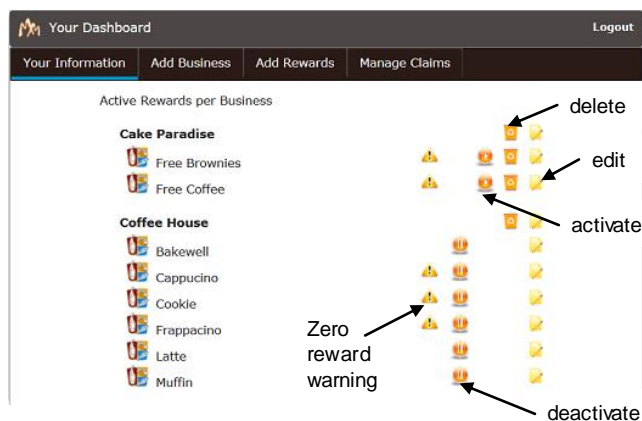 Your Dashboard Logout
Your Information Add Business Add Rewards Manage Claims
Active Rewards per Business
delete
Cake Paradise
Free Brownies
edit
Free Coffee
activate
Coffee House
Bakewell
Cappucino
Cookie
Frappacino
Latte
Muffin
Zero
reward
warning
deactivate